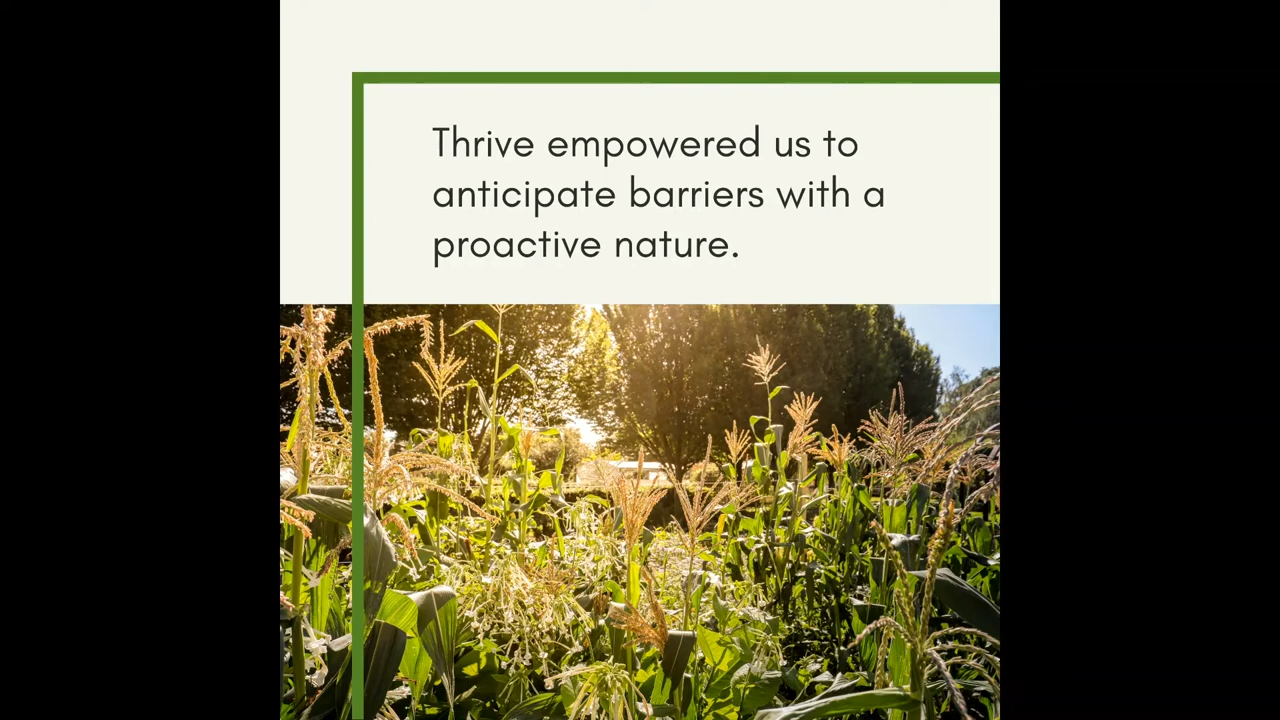 Thrive empowered us to
anticipate barriers with a
proactive nature.